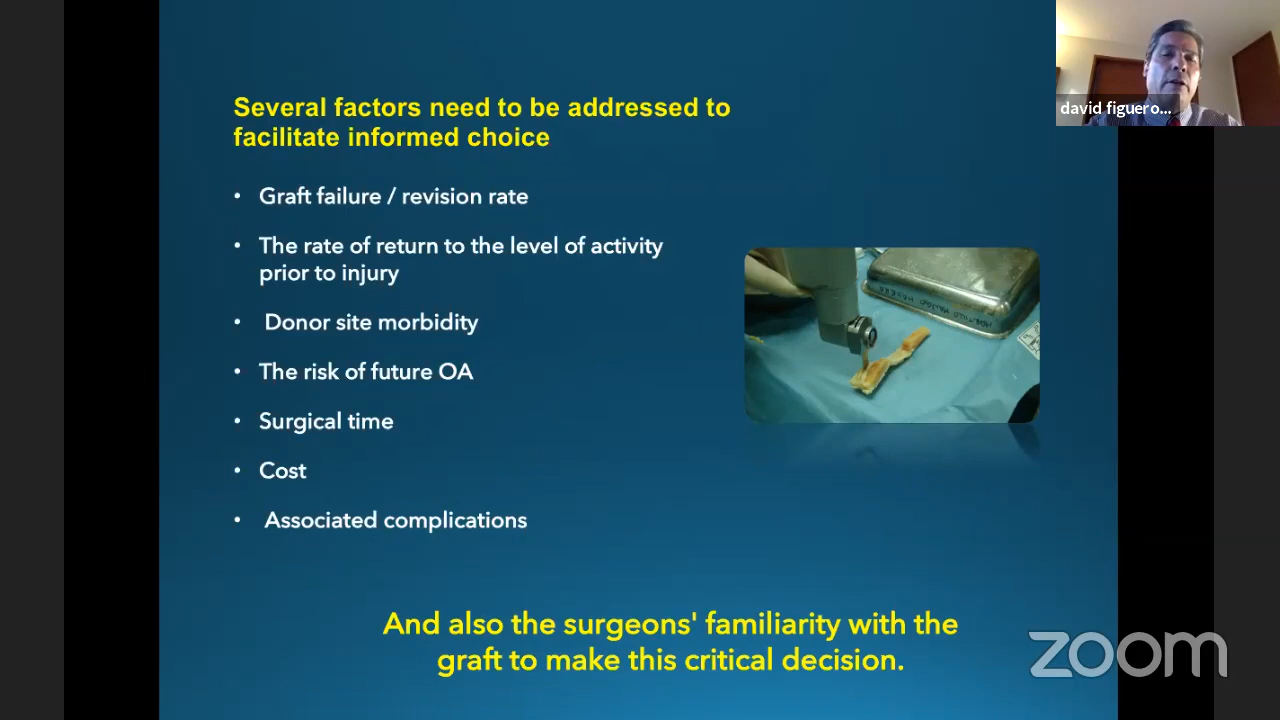 david figuero...
Several factors need to be addressed to
facilitate informed choice
• Graft failure / revision rate
• The rate of return to the level of activity
prior to injury
• Donor site morbidity
• The risk of future OA
• Surgical time
• Cost
• Associated complications
And also the surgeons' familiarity with the
graft to make this critical decision.
zoom